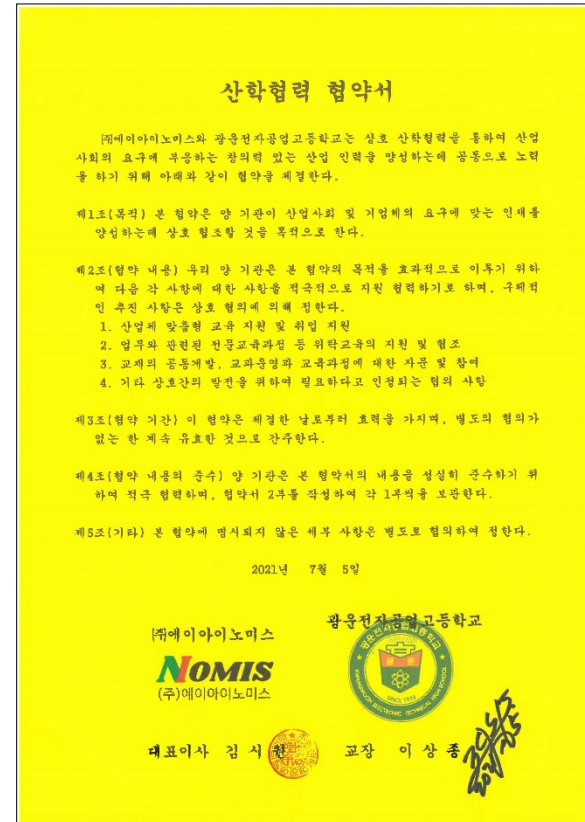 산학협력 협약서
㈜에이아이노미스와 광운전자공업고등학교는 상호 산학협력을 통하여 산업
사회의 요구에 부응하는 창의력 있는 산업 인력을 양성하는데 공동으로 노력
을 하기 위해 아래와 같이 협약을 체결한다.
제1조(목적) 본 협약은 양 기관이 산업사회 및 기업체의 요구에 맞는 인재를
양성하는데 상호 협조할 것을 목적으로 한다.
제2조(협약 내용) 우리 양 기관은 본 협약의 목적을 효과적으로 이루기 위하
여 다음 각 사항에 대한 사항을 적극적으로 지원 협력하기로 하며, 구체적
인 추진 사항은 상호 협의에 의해 정한다.
1. 산업체 맞춤형 교육 지원 및 취업 지원
2. 업무와 관련된 전문교육과정 등 위탁교육의 지원 및 협조
3. 교재의 공동개발, 교과운영과 교육과정에 대한 자문 및 참여
4. 기타 상호간의 발전을 위하여 필요하다고 인정되는 협의 사항
제3조(협약 기간) 이 협약은 체결한 날로부터 효력을 가지며, 별도의 협의가
없는 한 계속 유효한 것으로 간주한다.
제4조(협약 내용의 준수) 양 기관은 본 협약서의 내용을 성실히 준수하기 위
하여 적극 협력하며, 협약서 2부를 작성하여 각 1부씩을 보관한다.
제5조(기타) 본 협약에 명시되지 않은 세부 사항은 별도로 협의하여 정한다.
2021년 7월 5일
㈜에이아이노미스
NOMIS
(주)에이아이노미스
대표이사 김 시
광운전자공업고등학교
광운전자공업고등학교
광운
SINCE 1934
KWANGWOON ELECTRONIC TECHNICAL HIGH SCHOOL
교장 이 상 종